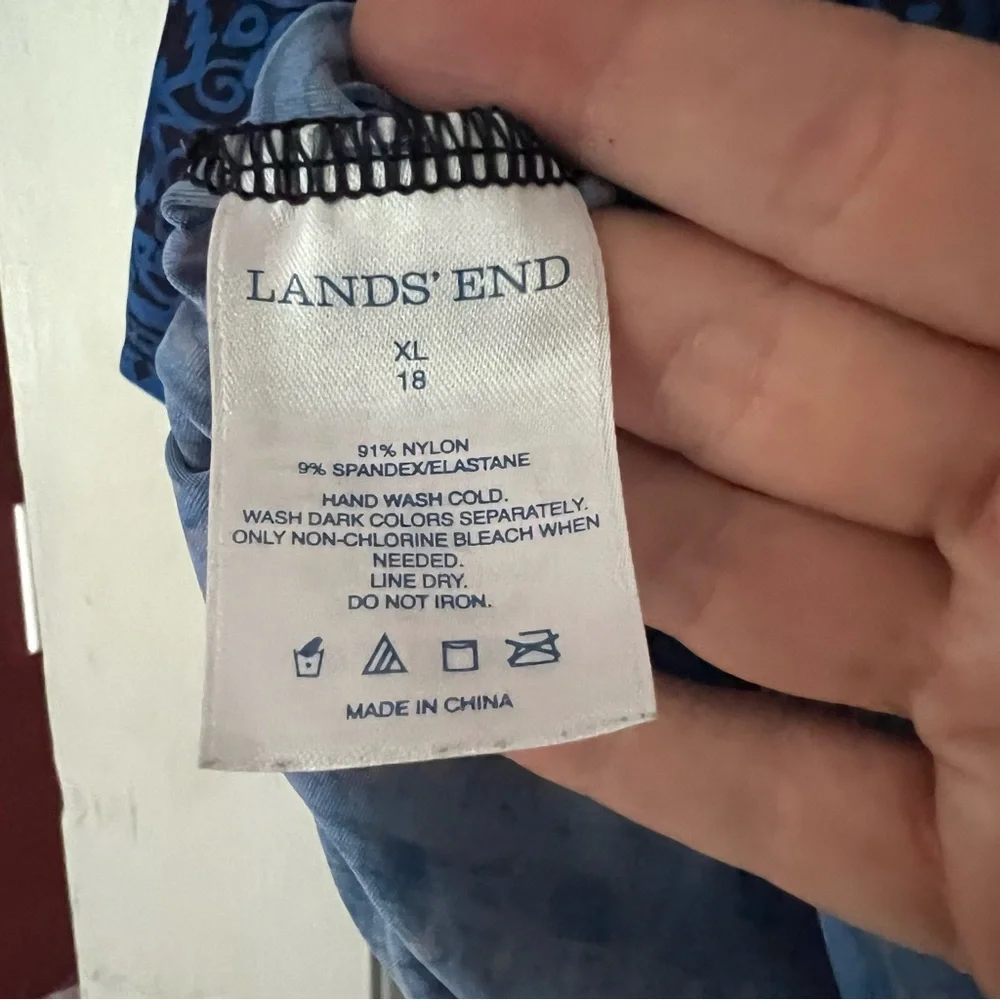 LANDS' END
XL
18
91% NYLON
9% SPANDEX/ELASTANE
HAND WASH COLD.
WASH DARK COLORS SEPARATELY.
ONLY NON-CHLORINE BLEACH WHEN
NEEDED.
LINE DRY.
DO NOT IRON.
MADE IN CHINA